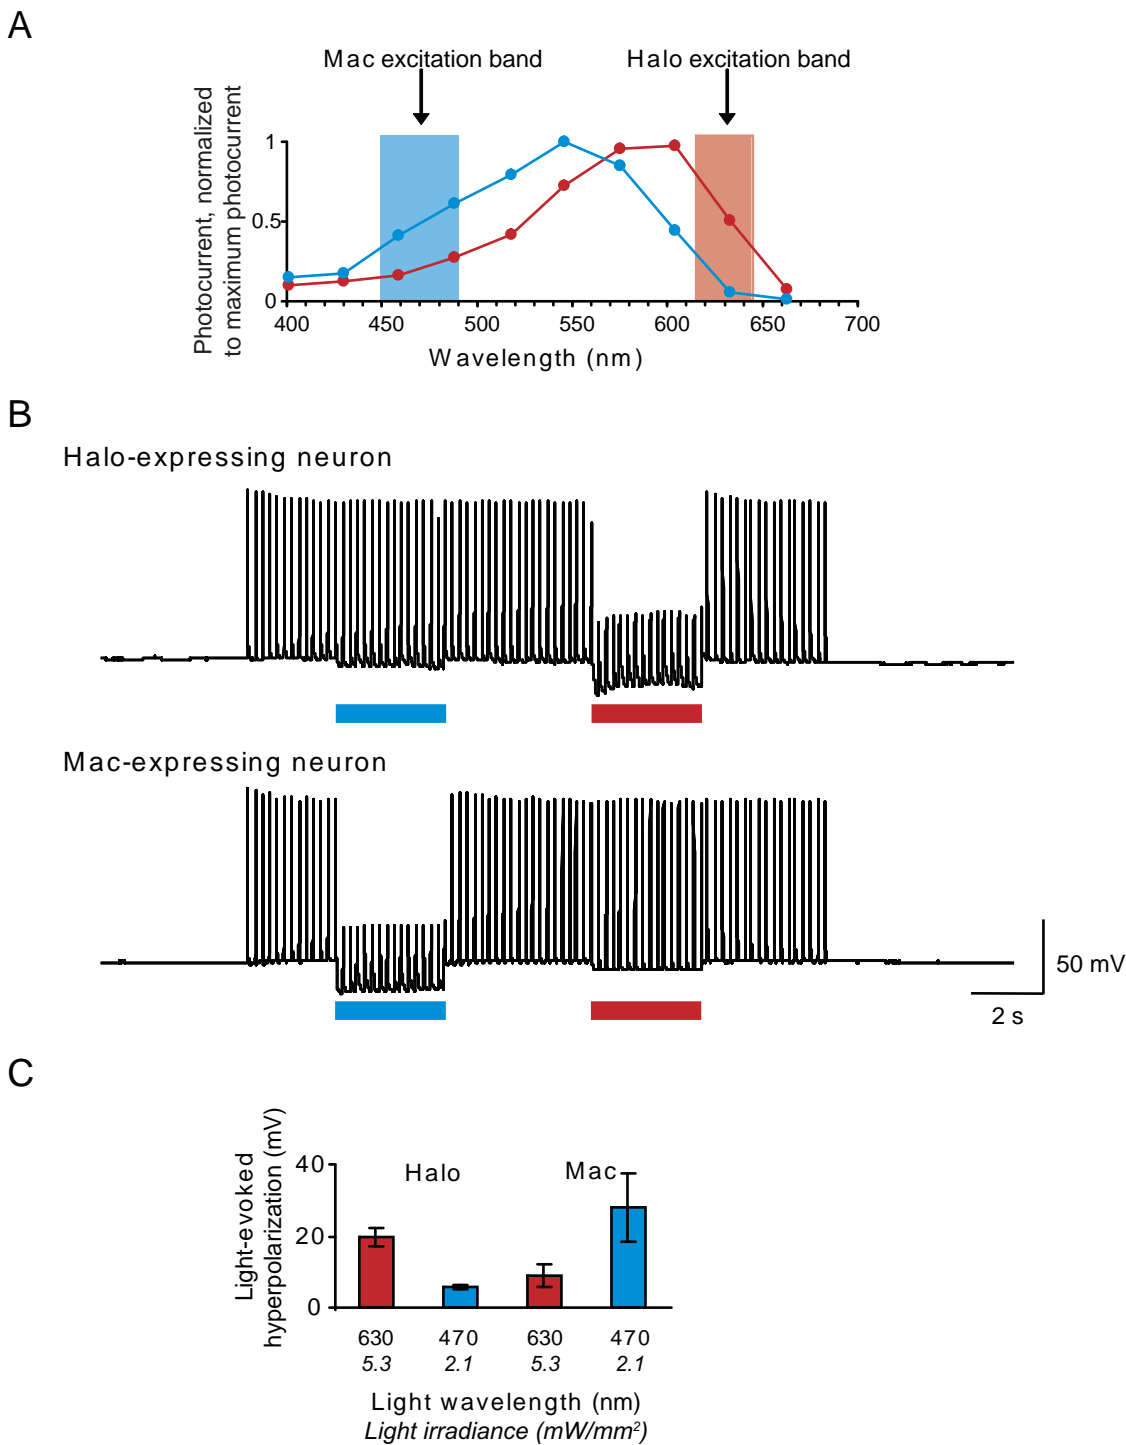 A
Mac excitation band
Halo excitation band
Photocurrent, normalized
to maximum photocurrent
1
0.5
0
400 450 500 550 600 650 700
Wavelength (nm)
B
Halo-expressing neuron
Mac-expressing neuron
50 mV
2 s
C
Light-evoked
hyperpolarization (mV)
40
20
0
Halo
Mac
630 470 630 470
5.3 2.1 5.3 2.1
Light wavelength (nm)
Light irradiance (mW/mm²)